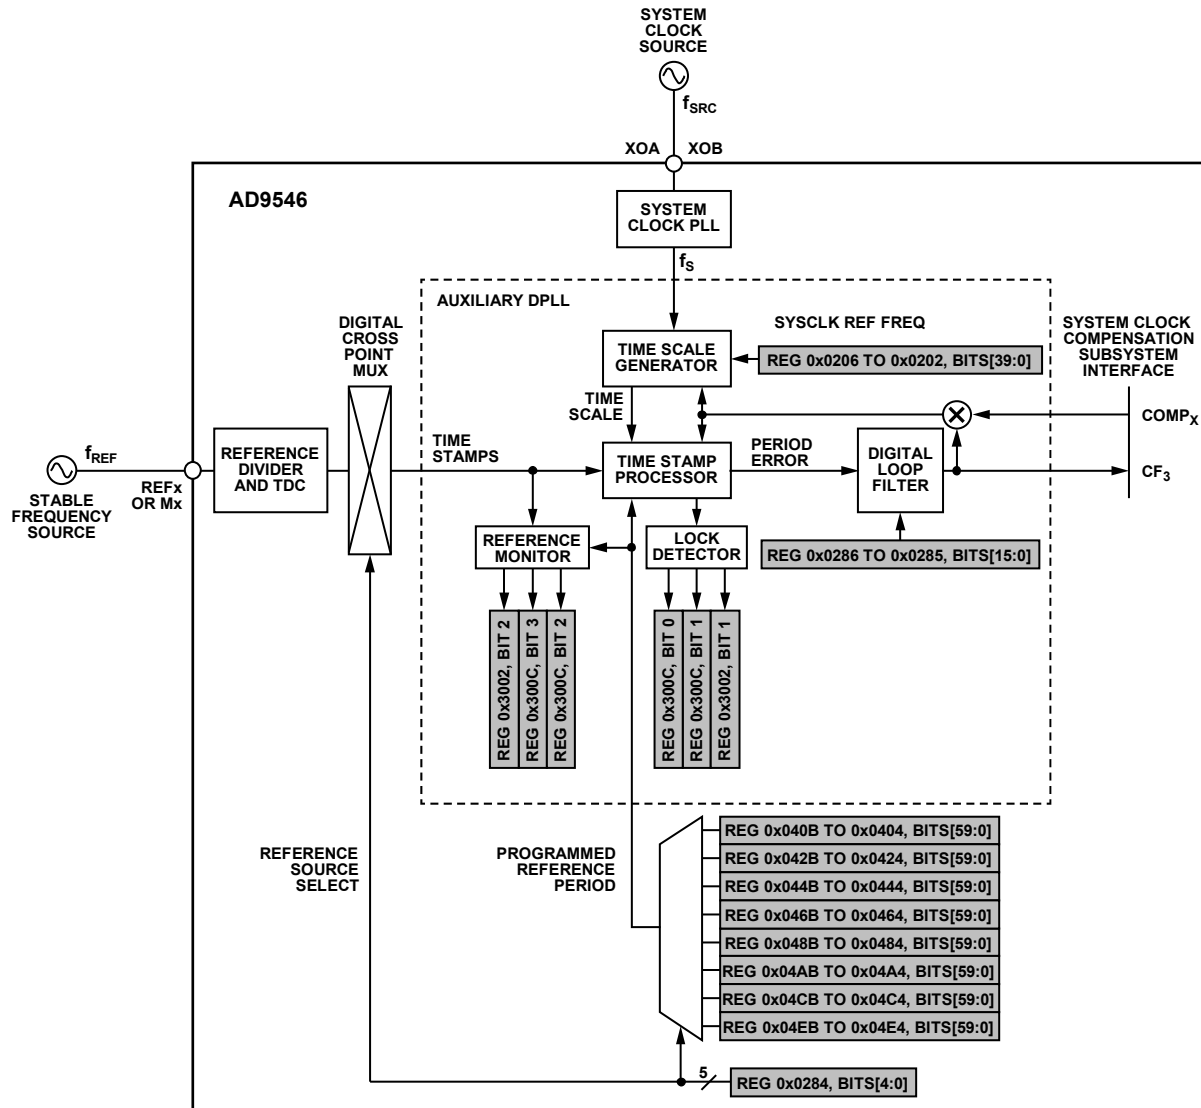 SYSTEM
CLOCK
SOURCE
fSRC
XOA XOB
AD9546
SYSTEM
CLOCK PLL
fS
AUXILIARY DPLL
DIGITAL
CROSS
POINT
MUX
TIME SCALE
GENERATOR
SYSCLK REF FREQ
REG 0x0206 TO 0x0202, BITS[39:0]
SYSTEM CLOCK
COMPENSATION
SUBSYSTEM
INTERFACE
TIME
SCALE
COMPX
fREF
STABLE
FREQUENCY
SOURCE
REFx
OR Mx
REFERENCE
DIVIDER
AND TDC
TIME
STAMPS
TIME STAMP
PROCESSOR
PERIOD
ERROR
DIGITAL
LOOP
FILTER
CF3
REFERENCE
MONITOR
LOCK
DETECTOR
REG 0x0286 TO 0x0285, BITS[15:0]
REG 0x3002, BIT 2
REG 0x300C, BIT 3
REG 0x300C, BIT 2
REG 0x300C, BIT 0
REG 0x300C, BIT 1
REG 0x3002, BIT 1
REFERENCE
SOURCE
SELECT
PROGRAMMED
REFERENCE
PERIOD
REG 0x040B TO 0x0404, BITS[59:0]
REG 0x042B TO 0x0424, BITS[59:0]
REG 0x044B TO 0x0444, BITS[59:0]
REG 0x046B TO 0x0464, BITS[59:0]
REG 0x048B TO 0x0484, BITS[59:0]
REG 0x04AB TO 0x04A4, BITS[59:0]
REG 0x04CB TO 0x04C4, BITS[59:0]
REG 0x04EB TO 0x04E4, BITS[59:0]
5
REG 0x0284, BITS[4:0]